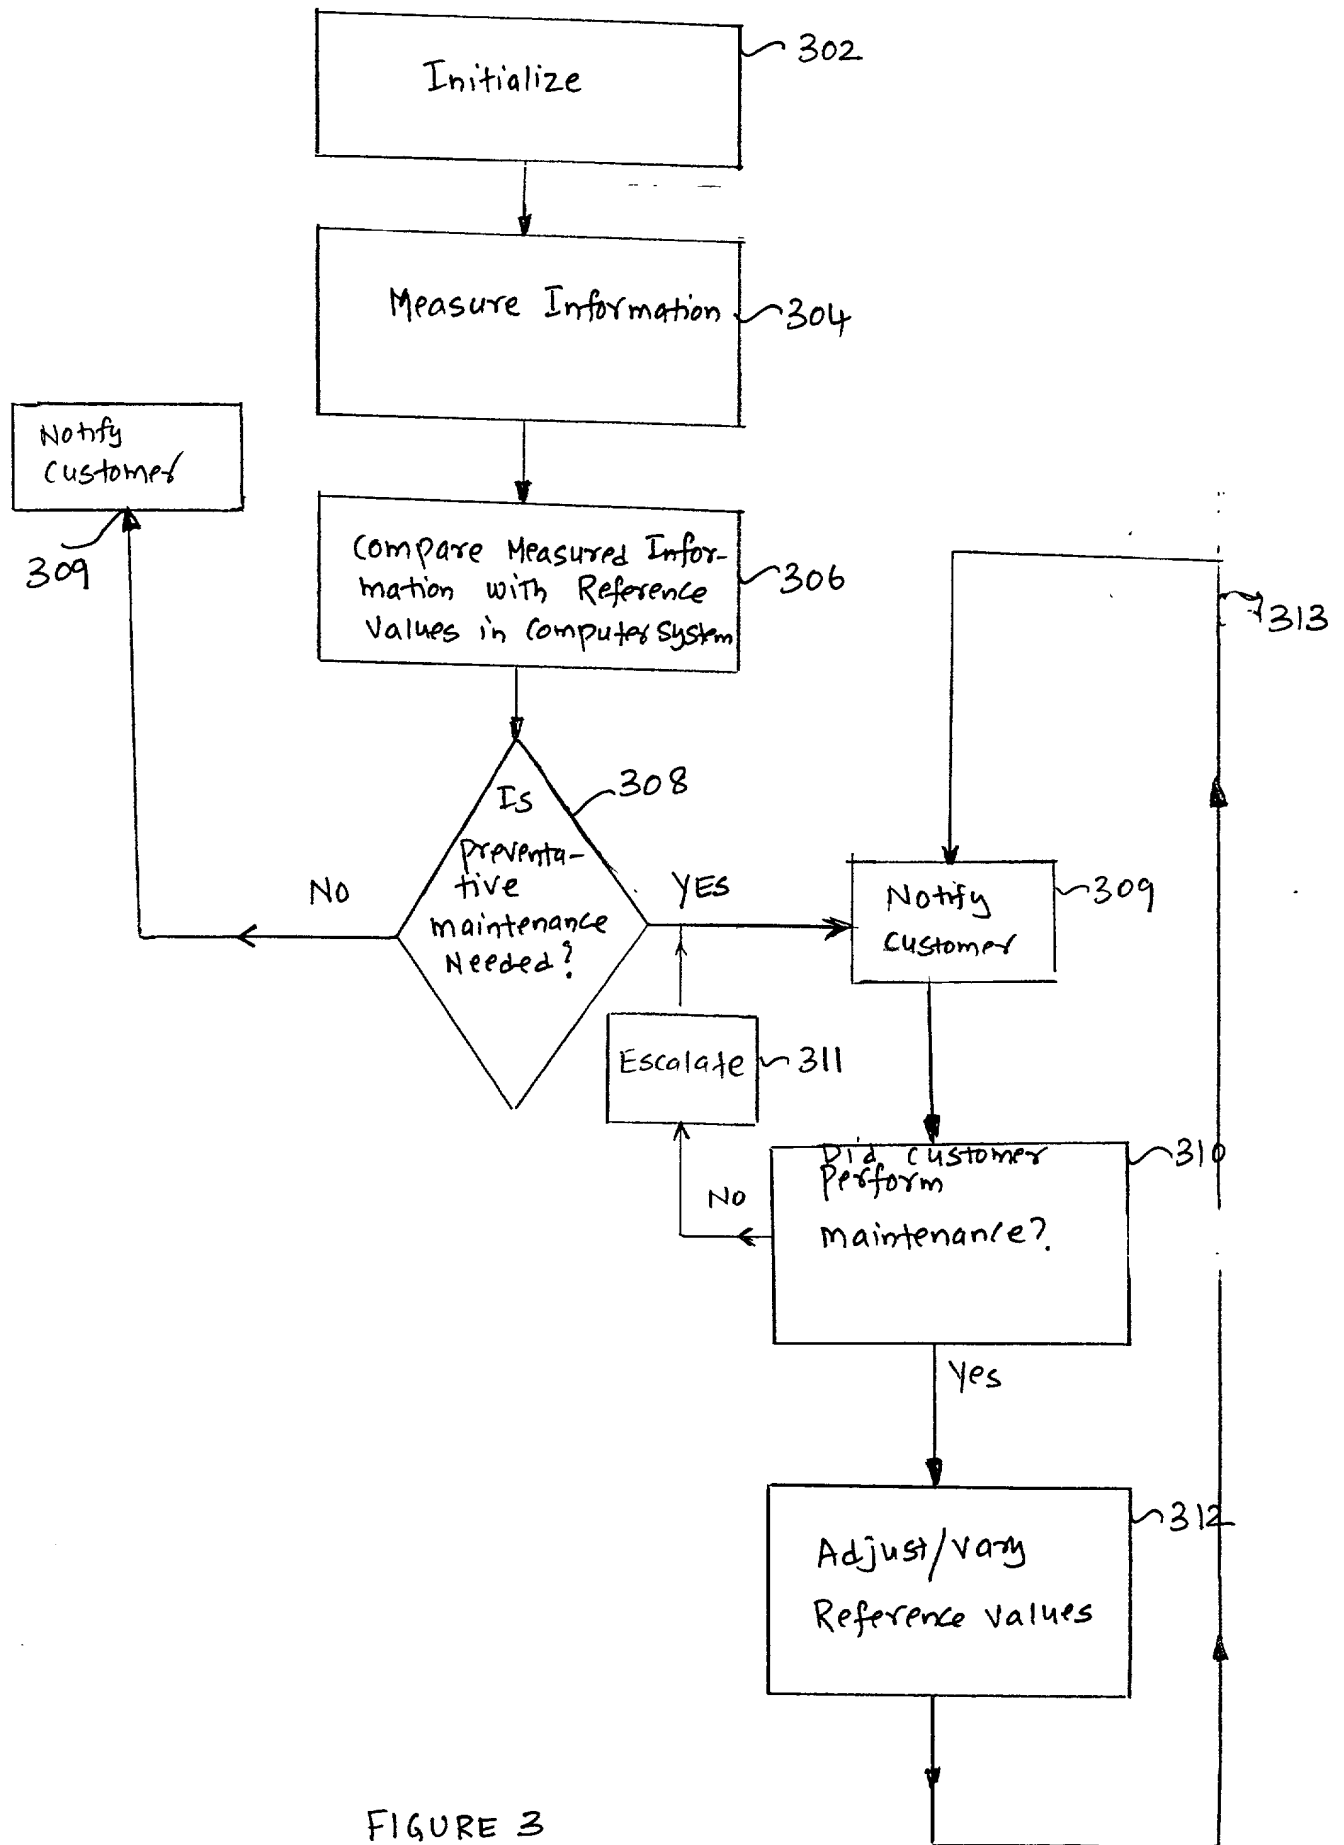 Initialize
302
Measure Information
304
Notify
Customer
309
Compare Measured Infor-
mation with Reference
Values in Computer System
306
313
Is
preventa-
tive
maintenance
Needed?
308
No
YES
Notify
Customer
309
Escalate
311
Did customer
Perform
maintenance?
310
No
Yes
Adjust/vary
Reference values
312
FIGURE 3